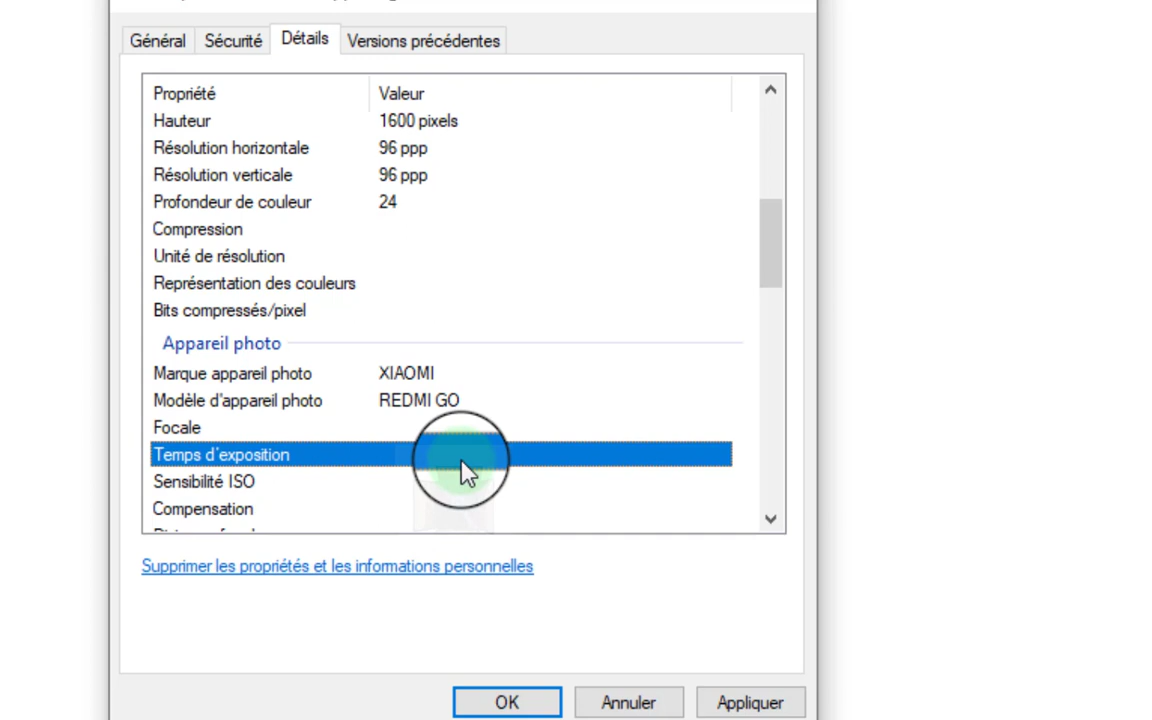 Général Sécurité Détails Versions précédentes
Propriété Valeur
Hauteur 1600 pixels
Résolution horizontale 96 ppp
Résolution verticale 96 ppp
Profondeur de couleur 24
Compression
Unité de résolution
Représentation des couleurs
Bits compressés/pixel
Appareil photo
Marque appareil photo XIAOMI
Modèle d'appareil photo REDMI GO
Focale
Temps d'exposition
Sensibilité ISO
Compensation
Supprimer les propriétés et les informations personnelles
OK Annuler Appliquer